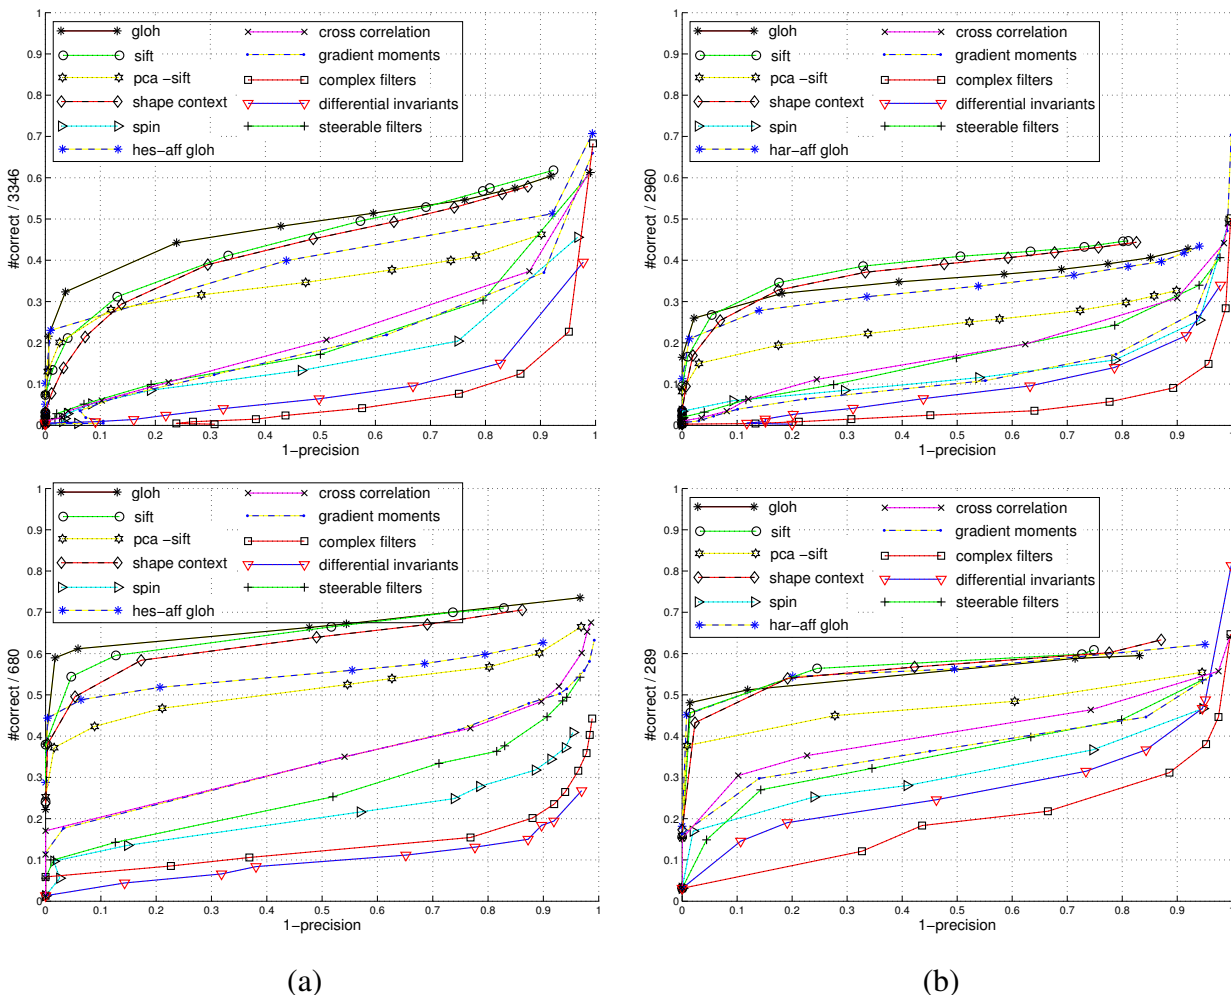 1
0.9
0.8
0.7
0.6
0.5
0.4
0.3
0.2
0.1
0
#correct / 3346
gloh
sift
pca −sift
shape context
spin
hes−aff gloh
cross correlation
gradient moments
complex filters
differential invariants
steerable filters
0 0.1 0.2 0.3 0.4 0.5 0.6 0.7 0.8 0.9 1
1−precision
1
0.9
0.8
0.7
0.6
0.5
0.4
0.3
0.2
0.1
0
#correct / 2960
gloh
sift
pca −sift
shape context
spin
har−aff gloh
cross correlation
gradient moments
complex filters
differential invariants
steerable filters
0 0.1 0.2 0.3 0.4 0.5 0.6 0.7 0.8 0.9 1
1−precision
1
0.9
0.8
0.7
0.6
0.5
0.4
0.3
0.2
0.1
0
#correct / 680
gloh
sift
pca −sift
shape context
spin
hes−aff gloh
cross correlation
gradient moments
complex filters
differential invariants
steerable filters
0 0.1 0.2 0.3 0.4 0.5 0.6 0.7 0.8 0.9 1
1−precision
1
0.9
0.8
0.7
0.6
0.5
0.4
0.3
0.2
0.1
0
#correct / 289
gloh
sift
pca −sift
shape context
spin
har−aff gloh
cross correlation
gradient moments
complex filters
differential invariants
steerable filters
0 0.1 0.2 0.3 0.4 0.5 0.6 0.7 0.8 0.9 1
1−precision
(a) (b)